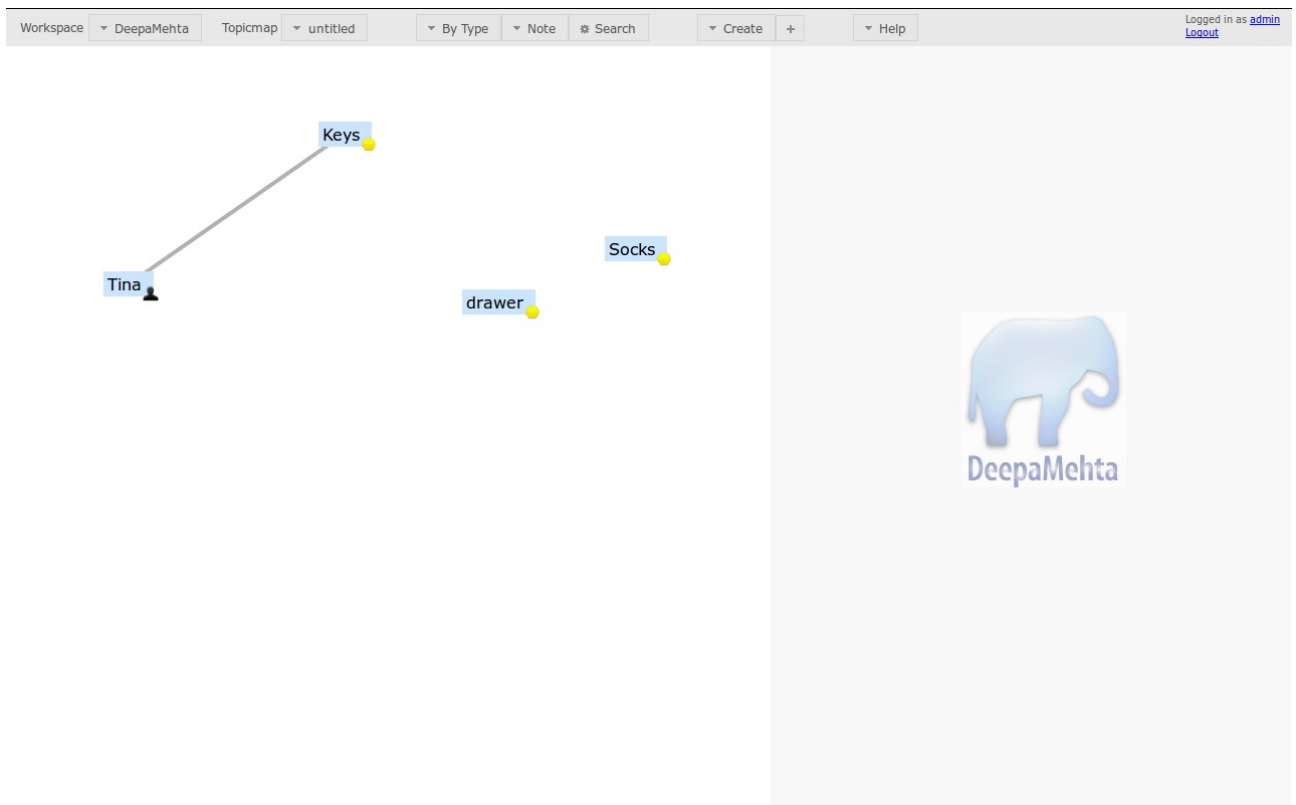 Workspace DeepaMehta Topicmap untitled By Type Note Search Create + Help Logged in as admin
Logout
Keys
Socks
Tina
drawer
DeepaMehta